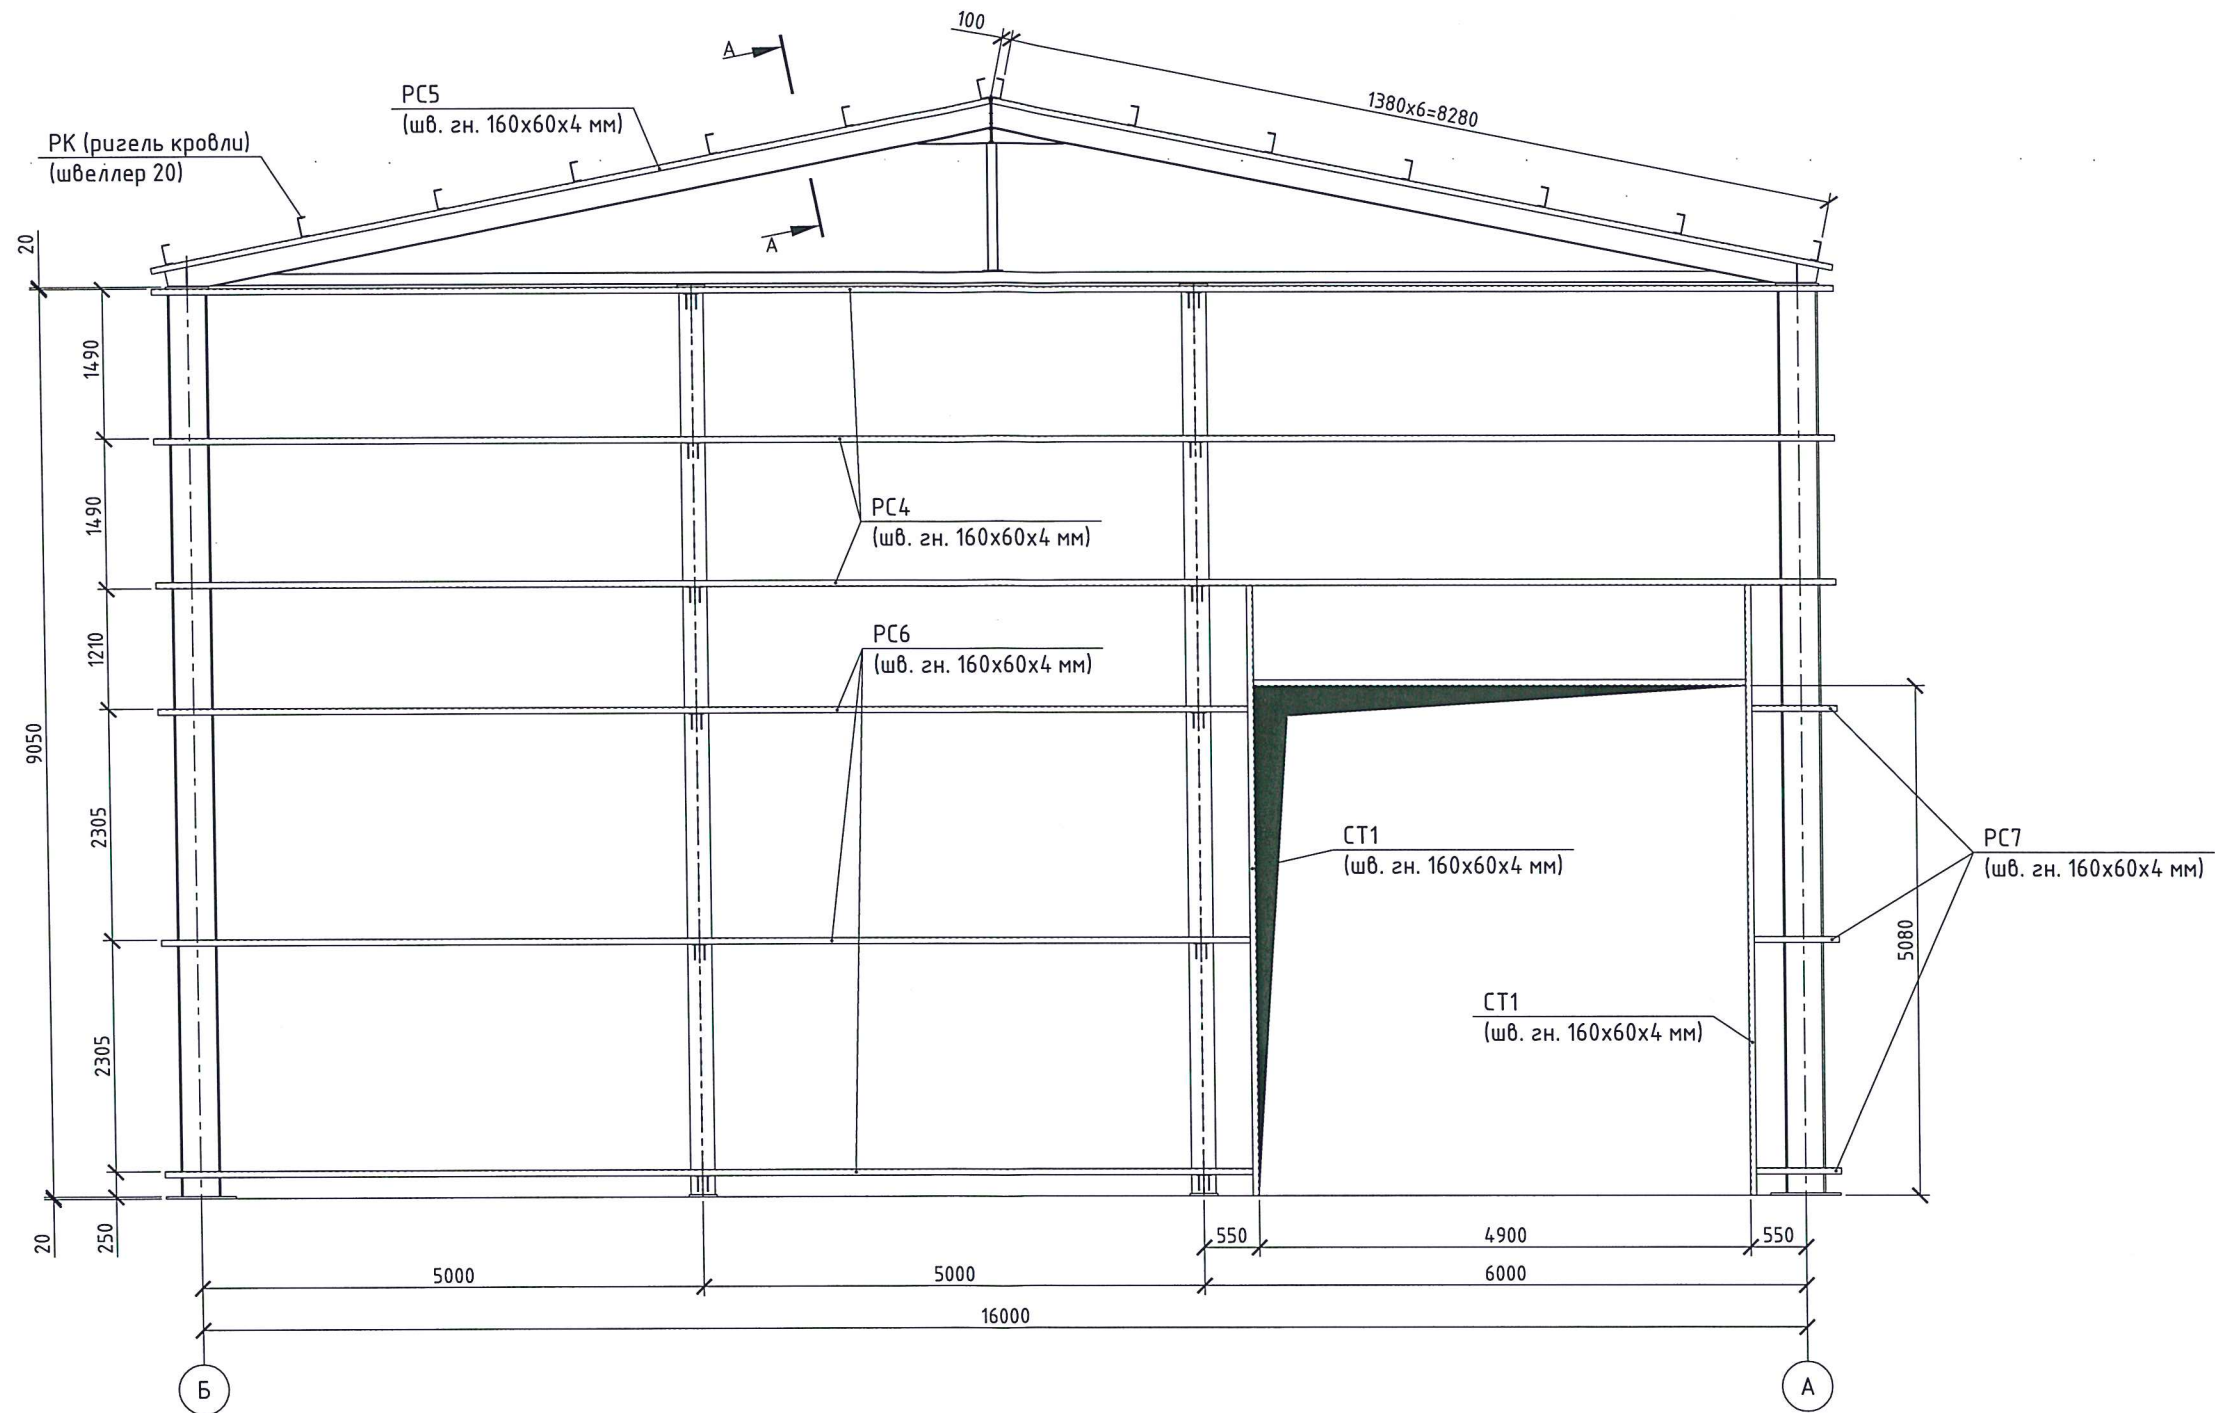 100
А
РС5
(шв. гн. 160х60х4 мм)
1380х6=8280
РК (ригель кровли)
(швеллер 20)
А
20
1490
1490
РС4
(шв. гн. 160х60х4 мм)
1210
РС6
(шв. гн. 160х60х4 мм)
9050
2305
СТ1
(шв. гн. 160х60х4 мм)
РС7
(шв. гн. 160х60х4 мм)
5080
СТ1
(шв. гн. 160х60х4 мм)
2305
20
250
550
4900
550
5000
5000
6000
16000
Б
А